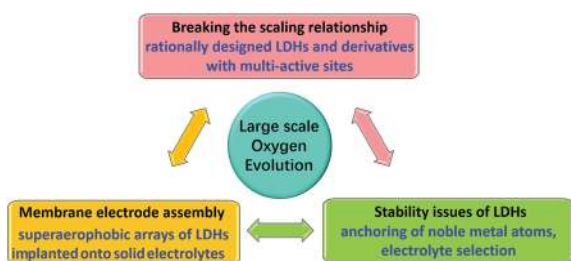 Breaking the scaling relationship
rationally designed LDHs and derivatives
with multi-active sites
Large scale
Oxygen
Evolution
Membrane electrode assembly
superaerophobic arrays of LDHs
implanted onto solid electrolytes
Stability issues of LDHs
anchoring of noble metal atoms,
electrolyte selection